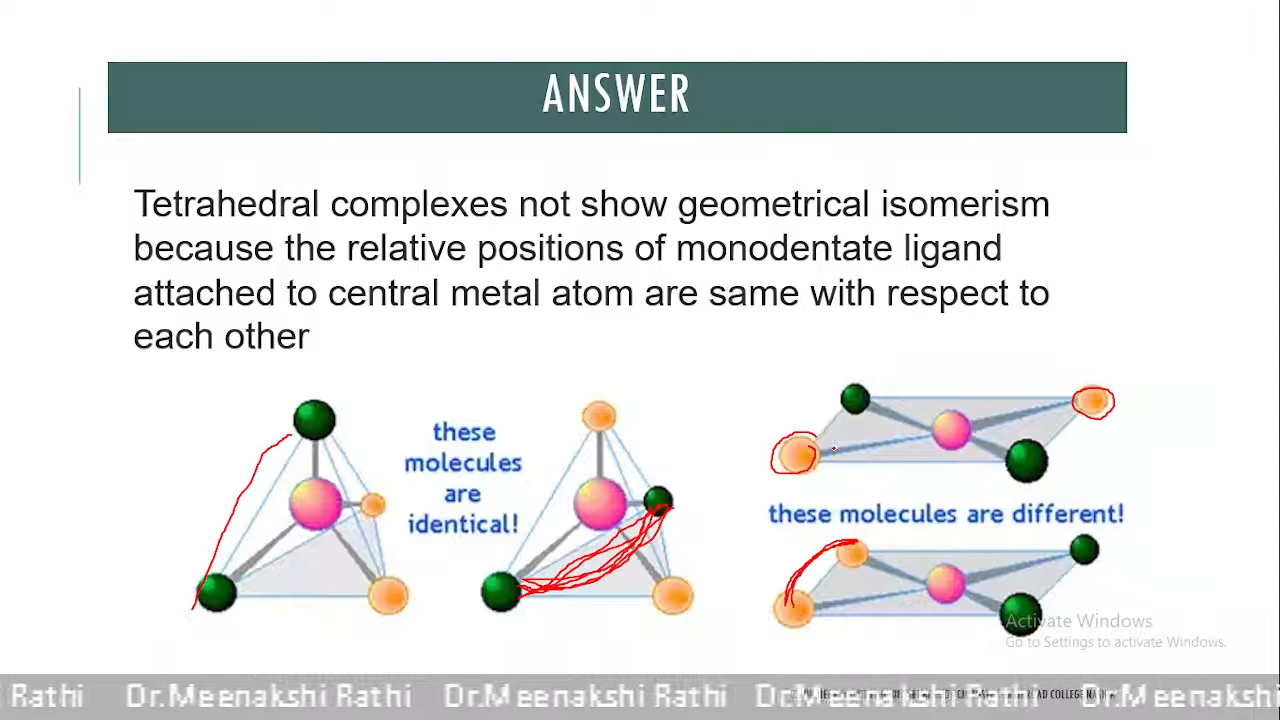 ANSWER
Tetrahedral complexes not show geometrical isomerism
because the relative positions of monodentate ligand
attached to central metal atom are same with respect to
each other
these
molecules
are
identical!
these molecules are different!
Activate Windows
Go to Settings to activate Windows.
Rathi Dr.Meenakshi Rathi Dr.Meenakshi Rathi Dr.Meenakshi Rathi Dr.Meenakshi